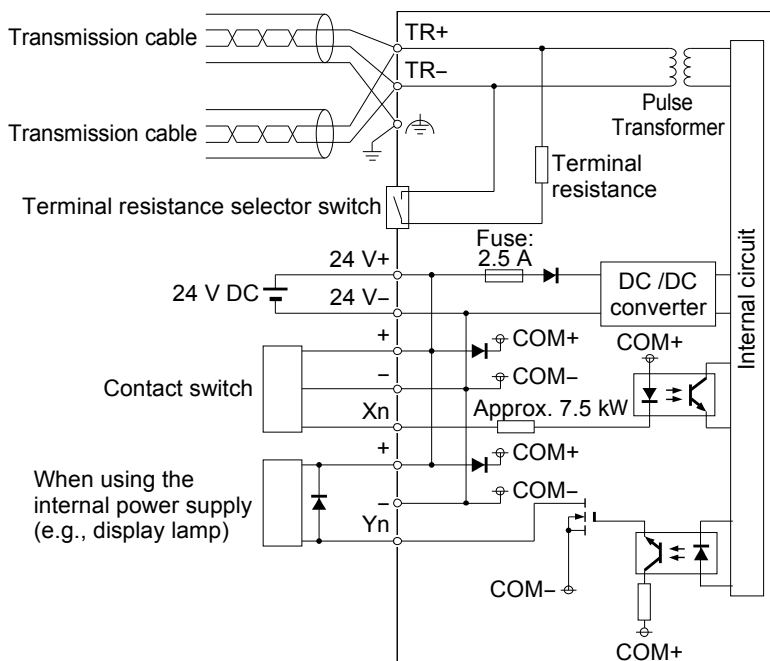 Transmission cable
TR+
TR−
Pulse
Transformer
Transmission cable
Terminal
resistance
Terminal resistance selector switch
Fuse:
2.5 A
24 V+
24 V DC
24 V−
DC /DC
converter
Internal circuit
+
COM+
COM+
Contact switch
−
COM−
Xn
Approx. 7.5 kW
When using the
internal power supply
(e.g., display lamp)
+
COM+
−
COM−
Yn
COM−
COM+